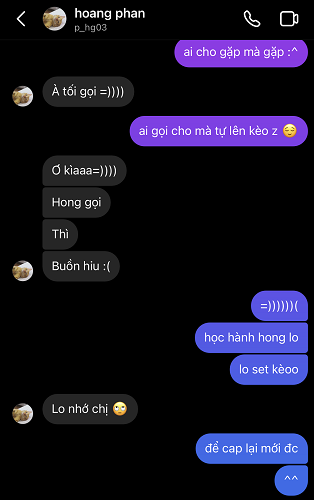 hoang phan
p_hg03
ai cho gặp mà gặp :^
À tối gọi =))))
ai gọi cho mà tự lên kèo z 😌
Ơ kìaaa=))))
Hong gọi
Thì
Buồn hiu :(
=))))))(
học hành hong lo
lo set kèoo
Lo nhớ chị 🙄
để cap lại mới đc
^^